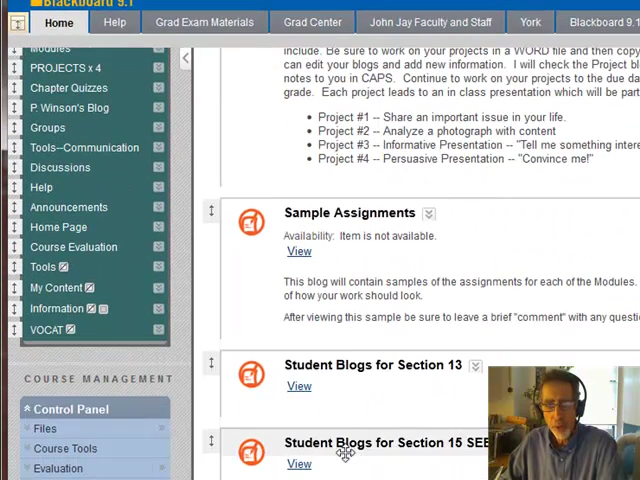 Blackboard 9.1
Home
Help
Grad Exam Materials
Grad Center
John Jay Faculty and Staff
York
Blackboard 9.1
Modules
PROJECTS x 4
Chapter Quizzes
P. Winson's Blog
Groups
Tools--Communication
Discussions
Help
Announcements
Home Page
Course Evaluation
Tools
My Content
Information
VOCAT
COURSE MANAGEMENT
Control Panel
Files
Course Tools
Evaluation
include. Be sure to work on your projects in a WORD file and then copy
can edit your blogs and add new information. I will check the Project
notes to you in CAPS. Continue to work on your projects to the due
grade. Each project leads to an in class presentation which will be
Project #1 -- Share an important issue in your life.
Project #2 -- Analyze a photograph with content
Project #3 -- Informative Presentation -- "Tell me something
Project #4 -- Persuasive Presentation -- "Convince me!"
Sample Assignments
Availability: Item is not available.
View
This blog will contain samples of the assignments for each of the Modules.
of how your work should look.
After viewing this sample be sure to leave a brief "comment" with any
Student Blogs for Section 13
View
Student Blogs for Section 15 SEE
View